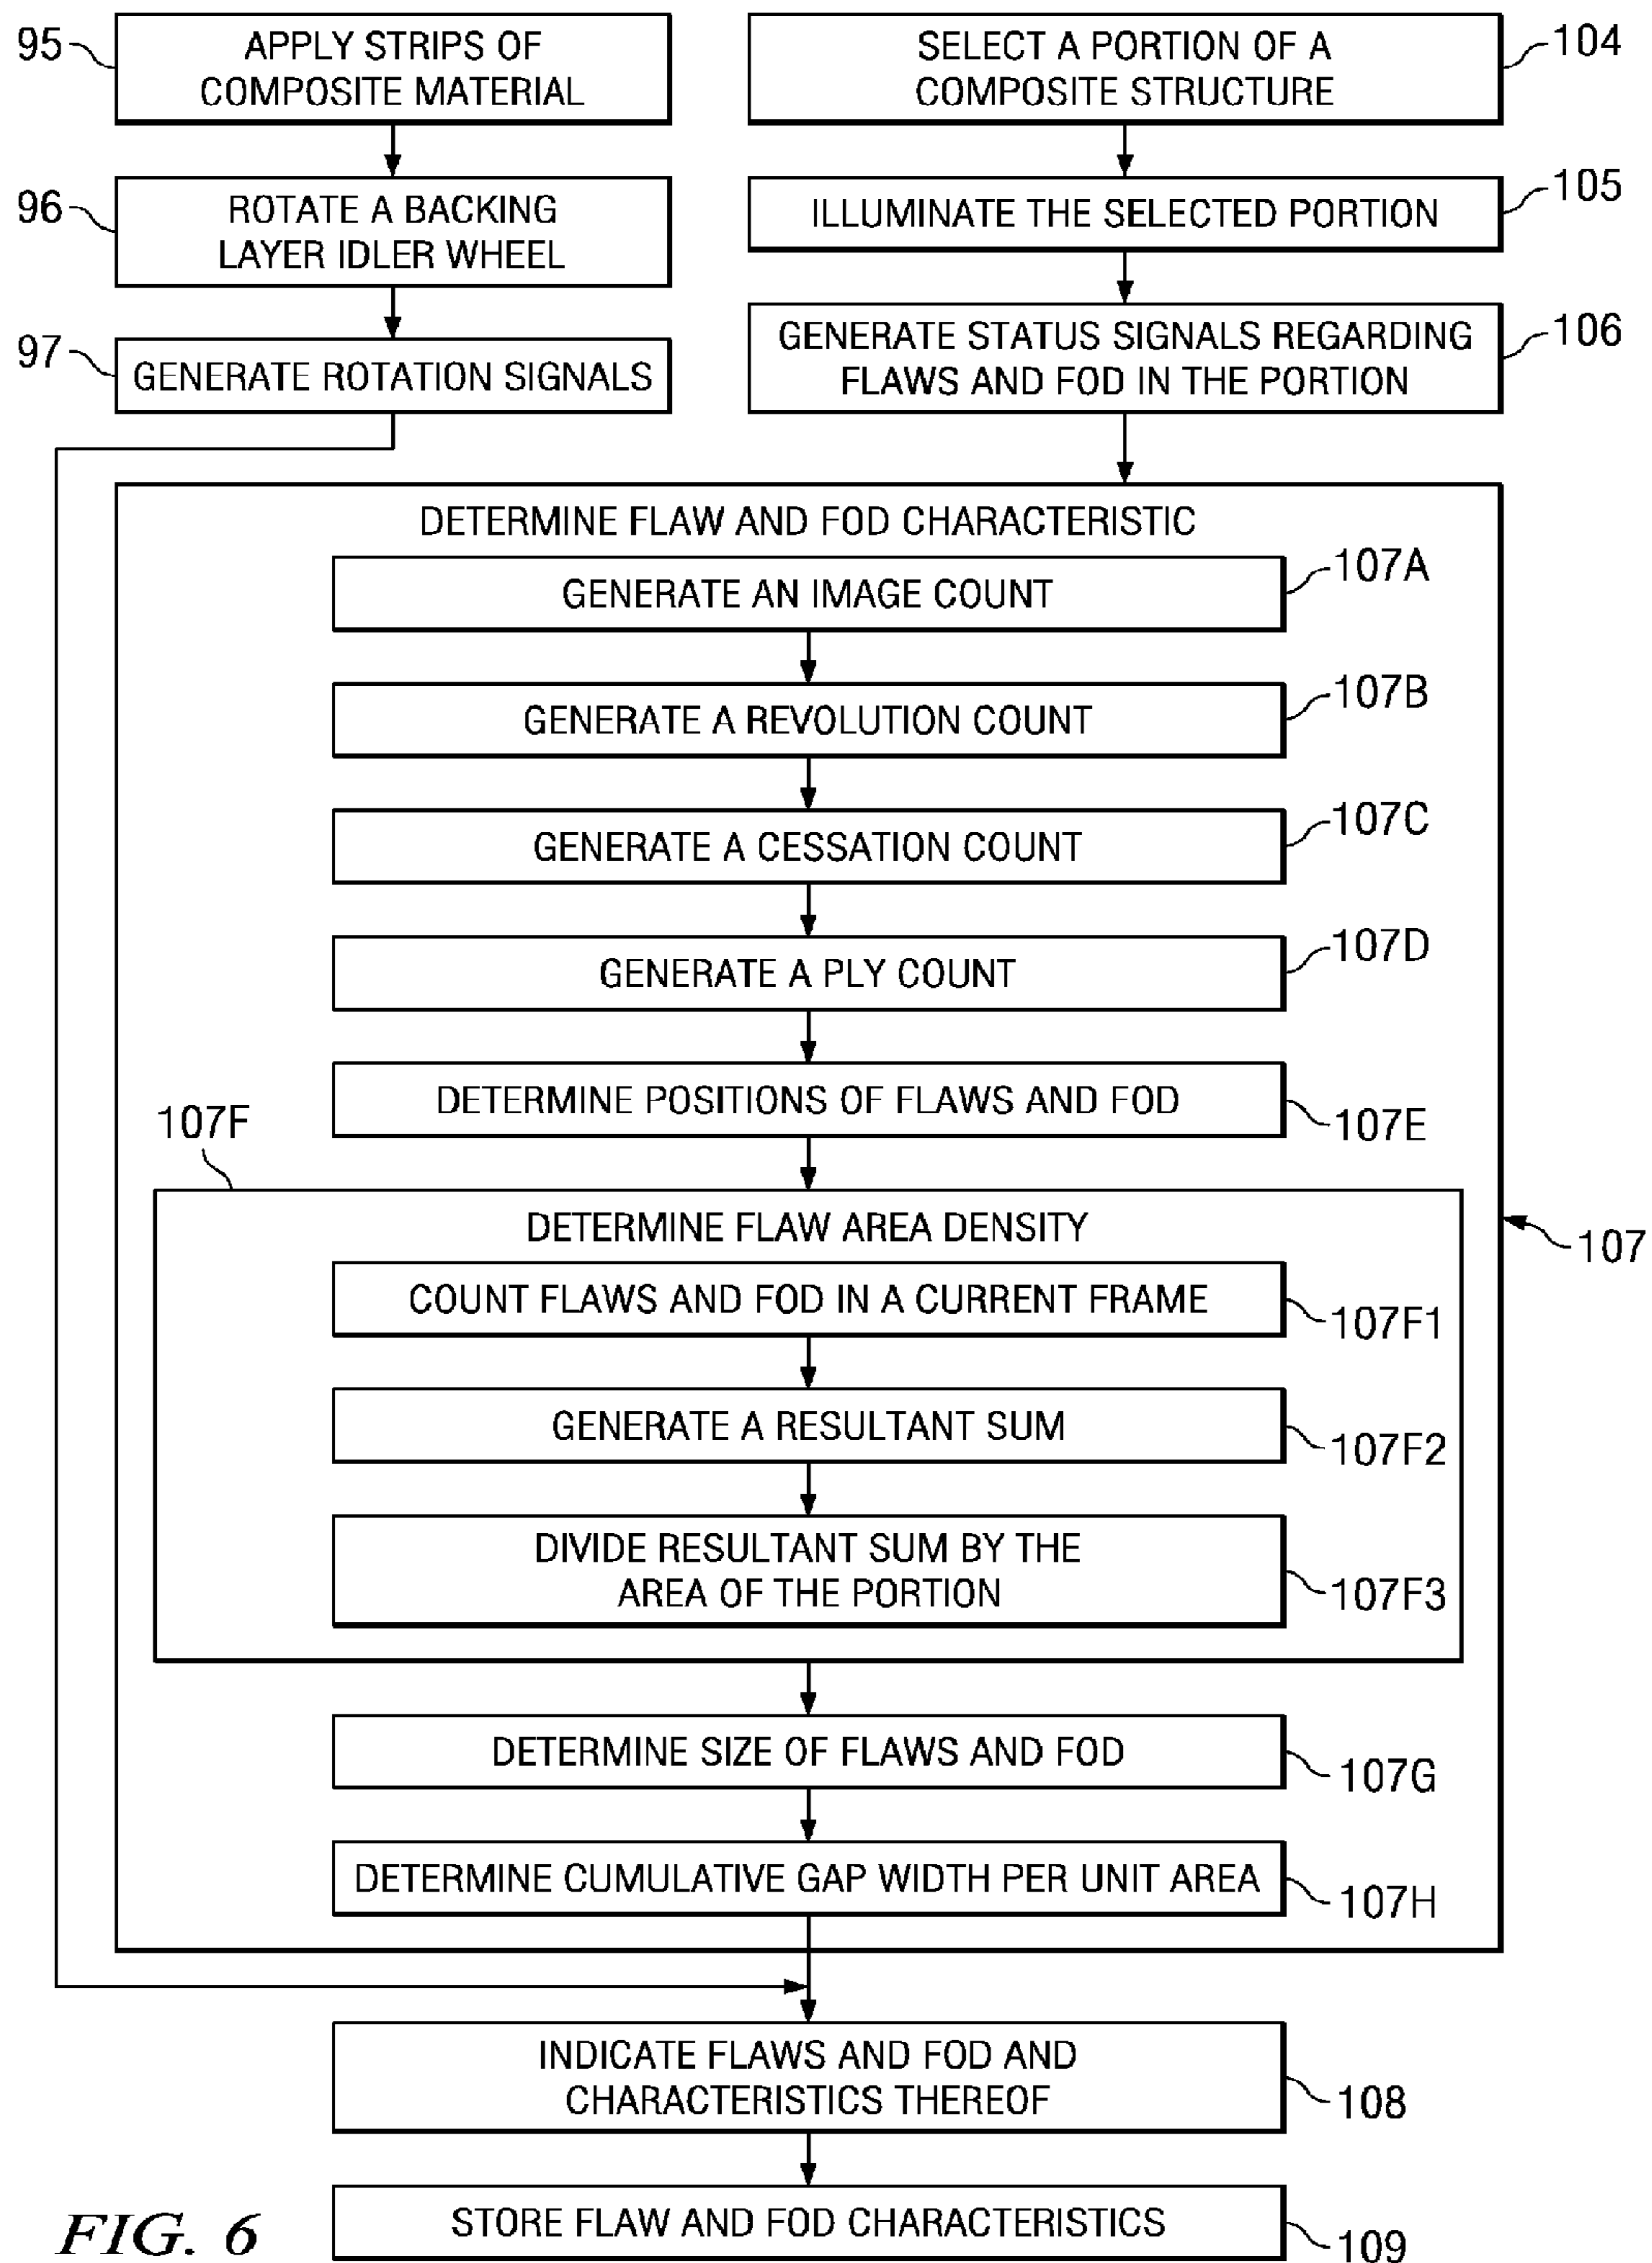 95
APPLY STRIPS OF
COMPOSITE MATERIAL
96
ROTATE A BACKING
LAYER IDLER WHEEL
97
GENERATE ROTATION SIGNALS
SELECT A PORTION OF A
COMPOSITE STRUCTURE
104
ILLUMINATE THE SELECTED PORTION
105
GENERATE STATUS SIGNALS REGARDING
FLAWS AND FOD IN THE PORTION
106
DETERMINE FLAW AND FOD CHARACTERISTIC
GENERATE AN IMAGE COUNT
107A
GENERATE A REVOLUTION COUNT
107B
GENERATE A CESSATION COUNT
107C
GENERATE A PLY COUNT
107D
DETERMINE POSITIONS OF FLAWS AND FOD
107E
107F
DETERMINE FLAW AREA DENSITY
107
COUNT FLAWS AND FOD IN A CURRENT FRAME
107F1
GENERATE A RESULTANT SUM
107F2
DIVIDE RESULTANT SUM BY THE
AREA OF THE PORTION
107F3
DETERMINE SIZE OF FLAWS AND FOD
107G
DETERMINE CUMULATIVE GAP WIDTH PER UNIT AREA
107H
INDICATE FLAWS AND FOD AND
CHARACTERISTICS THEREOF
108
STORE FLAW AND FOD CHARACTERISTICS
109
FIG. 6